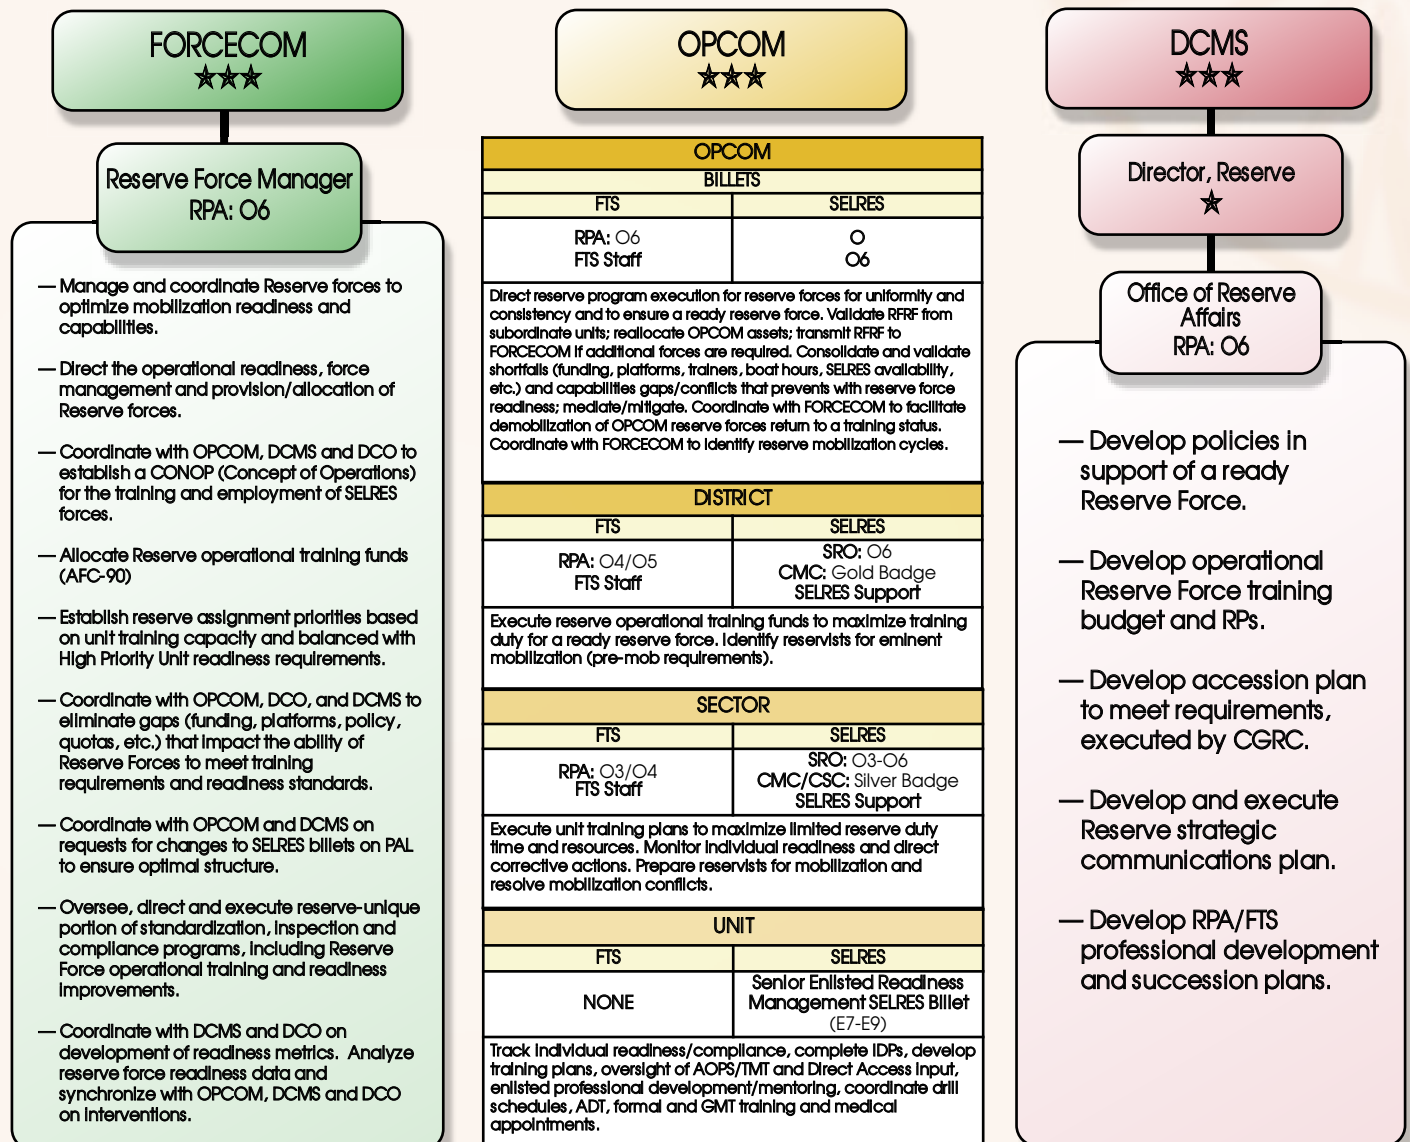 FORCECOM
Reserve Force Manager
RPA: O6
— Manage and coordinate Reserve forces to
optimize mobilization readiness and
capabilities.
— Direct the operational readiness, force
management and provision/allocation of
Reserve forces.
— Coordinate with OPCOM, DCMS and DCO to
establish a CONOP (Concept of Operations)
for the training and employment of SELRES
forces.
— Allocate Reserve operational training funds
(AFC-90)
— Establish reserve assignment priorities based
on unit training capacity and balanced with
High Priority Unit readiness requirements.
— Coordinate with OPCOM, DCO, and DCMS to
eliminate gaps (funding, platforms, policy,
quotas, etc.) that impact the ability of
Reserve Forces to meet training
requirements and readiness standards.
— Coordinate with OPCOM and DCMS on
requests for changes to SELRES billets on PAL
to ensure optimal structure.
— Oversee, direct and execute reserve-unique
portion of standardization, inspection and
compliance programs, including Reserve
Force operational training and readiness
improvements.
— Coordinate with DCMS and DCO on
development of readiness metrics. Analyze
reserve force readiness data and
synchronize with OPCOM, DCMS and DCO
on interventions.
OPCOM
OPCOM
BILLETS
FTS SELRES
RPA: O6 O
FTS Staff O6
Direct reserve program execution for reserve forces for uniformity and
consistency and to ensure a ready reserve force. Validate RFRF from
subordinate units; reallocate OPCOM assets; transmit RFRF to
FORCECOM if additional forces are required. Consolidate and validate
shortfalls (funding, platforms, trainers, boat hours, SELRES availability,
etc.) and capabilities gaps/conflicts that prevents with reserve force
readiness; mediate/mitigate. Coordinate with FORCECOM to facilitate
demobilization of OPCOM reserve forces return to a training status.
Coordinate with FORCECOM to identify reserve mobilization cycles.
DISTRICT
FTS SELRES
RPA: O4/O5
FTS Staff
SRO: O6
CMC: Gold Badge
SELRES Support
Execute reserve operational training funds to maximize training
duty for a ready reserve force. Identify reservists for eminent
mobilization (pre-mob requirements).
SECTOR
FTS SELRES
RPA: O3/O4
FTS Staff
SRO: O3-O6
CMC/CSC: Silver Badge
SELRES Support
Execute unit training plans to maximize limited reserve duty
time and resources. Monitor individual readiness and direct
corrective actions. Prepare reservists for mobilization and
resolve mobilization conflicts.
UNIT
FTS SELRES
NONE
Senior Enlisted Readiness
Management SELRES Billet
(E7-E9)
Track individual readiness/compliance, complete IDPs, develop
training plans, oversight of AOPS/TMT and Direct Access input,
enlisted professional development/mentoring, coordinate drill
schedules, ADT, formal and GMT training and medical
appointments.
DCMS
Director, Reserve
Office of Reserve
Affairs
RPA: O6
— Develop policies in
support of a ready
Reserve Force.
— Develop operational
Reserve Force training
budget and RPs.
— Develop accession plan
to meet requirements,
executed by CGRC.
— Develop and execute
Reserve strategic
communications plan.
— Develop RPA/FTS
professional development
and succession plans.